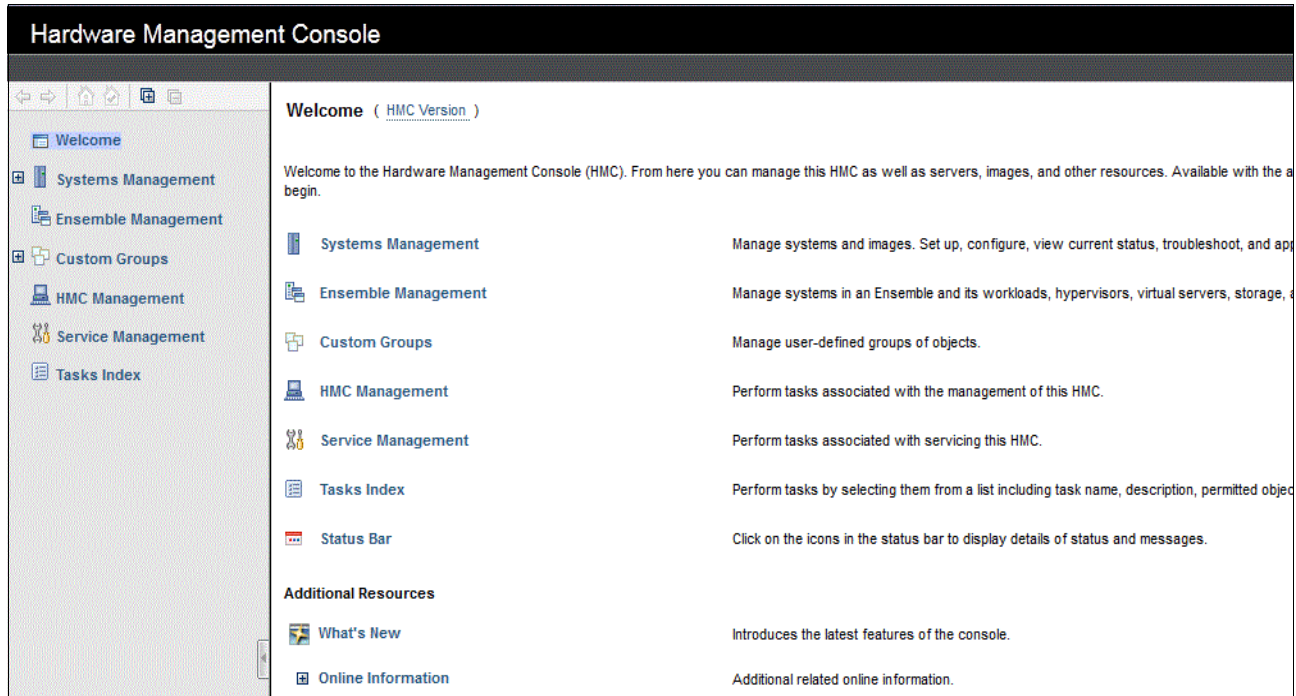 Hardware Management Console
Welcome
Systems Management
Ensemble Management
Custom Groups
HMC Management
Service Management
Tasks Index
Welcome ( HMC Version )
Welcome to the Hardware Management Console (HMC). From here you can manage this HMC as well as servers, images, and other resources. Available with the
begin.
Systems Management Manage systems and images. Set up, configure, view current status, troubleshoot, and
Ensemble Management Manage systems in an Ensemble and its workloads, hypervisors, virtual servers, storage,
Custom Groups Manage user-defined groups of objects.
HMC Management Perform tasks associated with the management of this HMC.
Service Management Perform tasks associated with servicing this HMC.
Tasks Index Perform tasks by selecting them from a list including task name, description, permitted
Status Bar Click on the icons in the status bar to display details of status and messages.
Additional Resources
What's New Introduces the latest features of the console.
Online Information Additional related online information.